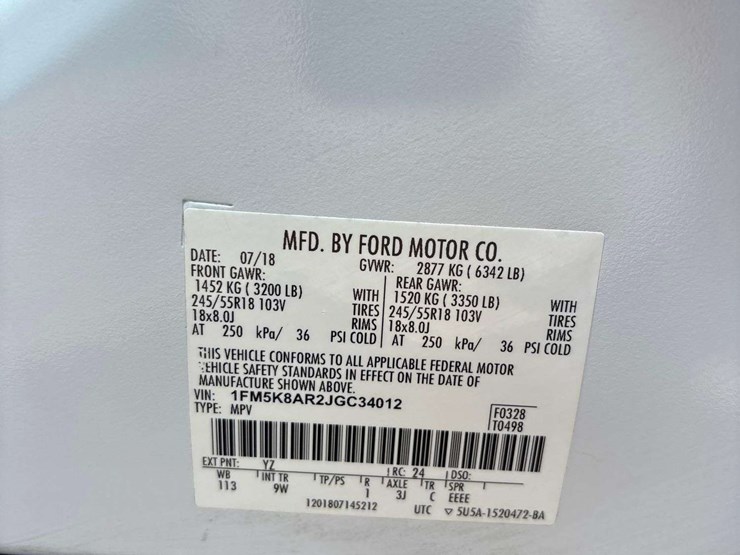 MFD. BY FORD MOTOR CO.
DATE: 07/18 GVWR: 2877 KG ( 6342 LB)
FRONT GAWR: REAR GAWR:
1452 KG ( 3200 LB) WITH 1520 KG ( 3350 LB) WITH
245/55R18 103V TIRES 245/55R18 103V TIRES
18x8.0J RIMS 18x8.0J RIMS
AT 250 kPa/ 36 PSI COLD AT 250 kPa/ 36 PSI COLD
THIS VEHICLE CONFORMS TO ALL APPLICABLE FEDERAL MOTOR
VEHICLE SAFETY STANDARDS IN EFFECT ON THE DATE OF
MANUFACTURE SHOWN ABOVE.
VIN: 1FM5K8AR2JGC34012
TYPE: MPV
F0328
T0498
EXT PNT: YZ RC: 24 DSO:
WB INT TR TP/PS R AXLE TR SPR
113 9W 1 3J C EEEE
1201807145212 UTC ▽ 5U5A-1520472-BA